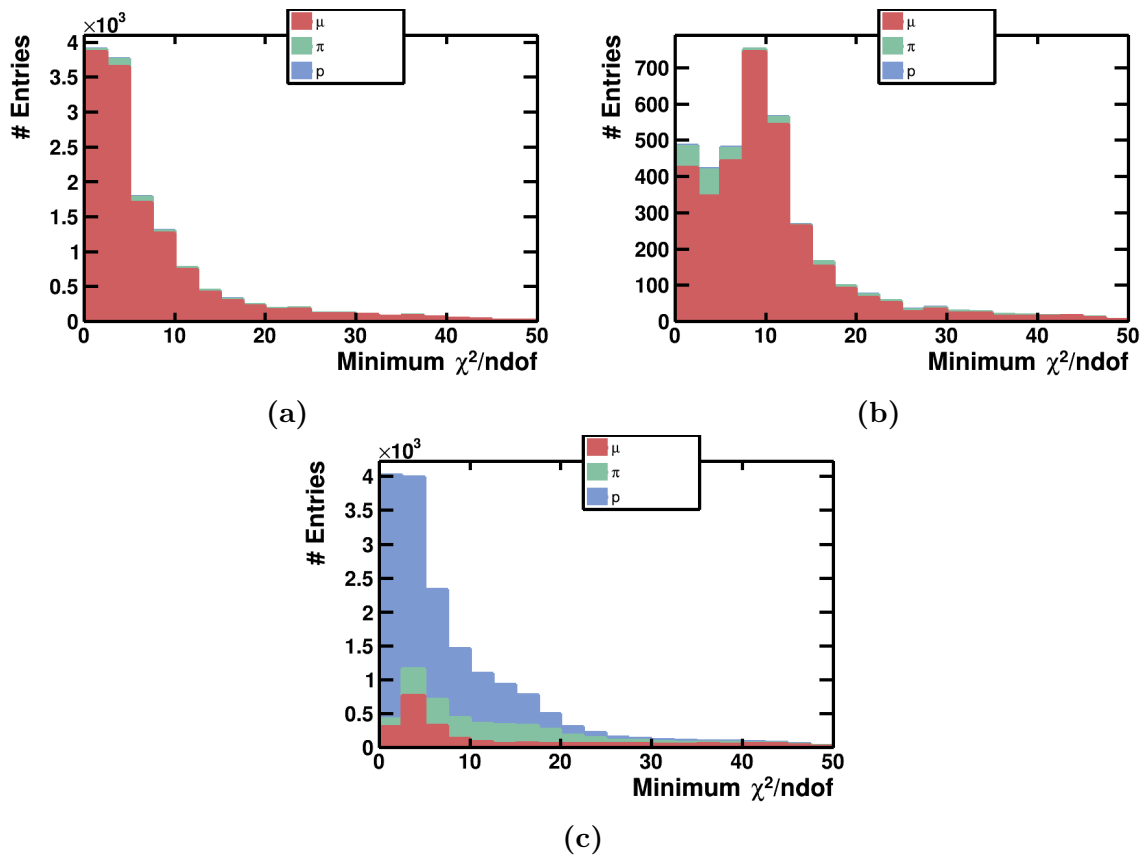 ×10³
# Entries
4
3.5
3
2.5
2
1.5
1
0.5
0
0 10 20 30 40 50
Minimum χ²/ndof
μ
π
p
(a)
# Entries
700
600
500
400
300
200
100
0
0 10 20 30 40 50
Minimum χ²/ndof
μ
π
p
(b)
×10³
# Entries
4
3.5
3
2.5
2
1.5
1
0.5
0
0 10 20 30 40 50
Minimum χ²/ndof
μ
π
p
(c)